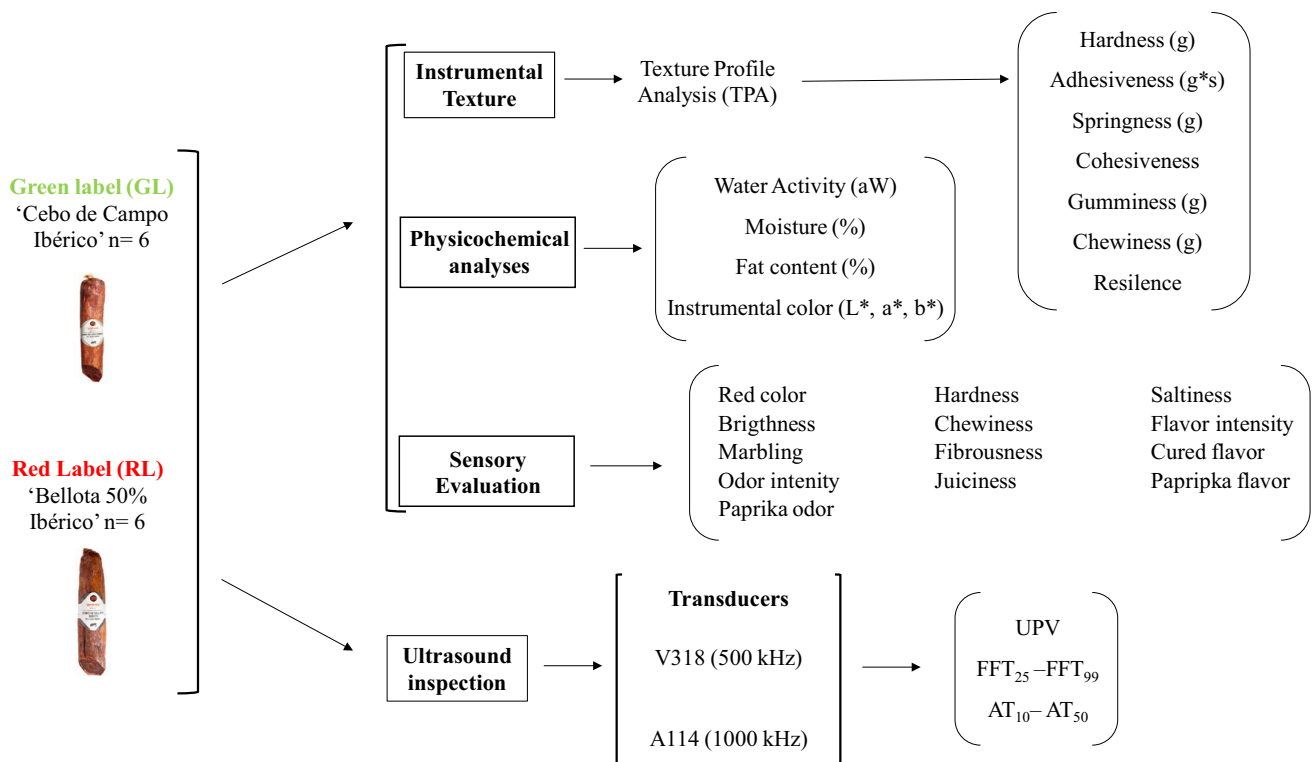 Green label (GL)
‘Cebo de Campo
Ibérico’ n= 6
Red Label (RL)
‘Bellota 50%
Ibérico’ n= 6
Instrumental
Texture
Texture Profile
Analysis (TPA)
Hardness (g)
Adhesiveness (g*s)
Springness (g)
Cohesiveness
Gumminess (g)
Chewiness (g)
Resilence
Physicochemical
analyses
Water Activity (aW)
Moisture (%)
Fat content (%)
Instrumental color (L*, a*, b*)
Sensory
Evaluation
Red color
Brigthness
Marbling
Odor intenity
Paprika odor
Hardness
Chewiness
Fibrousness
Juiciness
Saltiness
Flavor intensity
Cured flavor
Papripka flavor
Ultrasound
inspection
Transducers
V318 (500 kHz)
A114 (1000 kHz)
UPV
FFT25 –FFT99
AT10– AT50